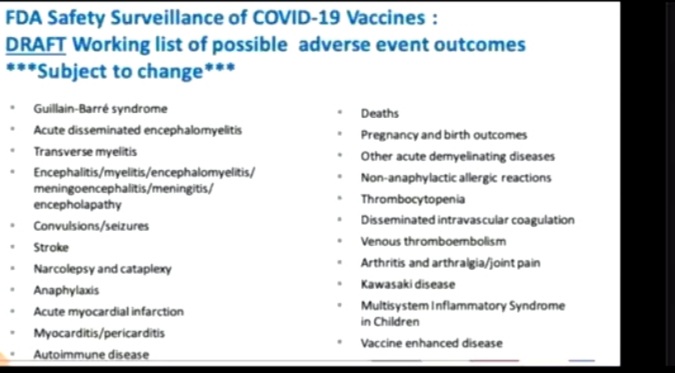 FDA Safety Surveillance of COVID-19 Vaccines :
DRAFT Working list of possible adverse event outcomes
***Subject to change***
Guillain-Barré syndrome
Acute disseminated encephalomyelitis
Transverse myelitis
Encephalitis/myelitis/encephalomyelitis/
meningoencephalitis/meningitis/
encepholapathy
Convulsions/seizures
Stroke
Narcolepsy and cataplexy
Anaphylaxis
Acute myocardial infarction
Myocarditis/pericarditis
Autoimmune disease
Deaths
Pregnancy and birth outcomes
Other acute demyelinating diseases
Non-anaphylactic allergic reactions
Thrombocytopenia
Disseminated intravascular coagulation
Venous thromboembolism
Arthritis and arthralgia/joint pain
Kawasaki disease
Multisystem Inflammatory Syndrome
in Children
Vaccine enhanced disease